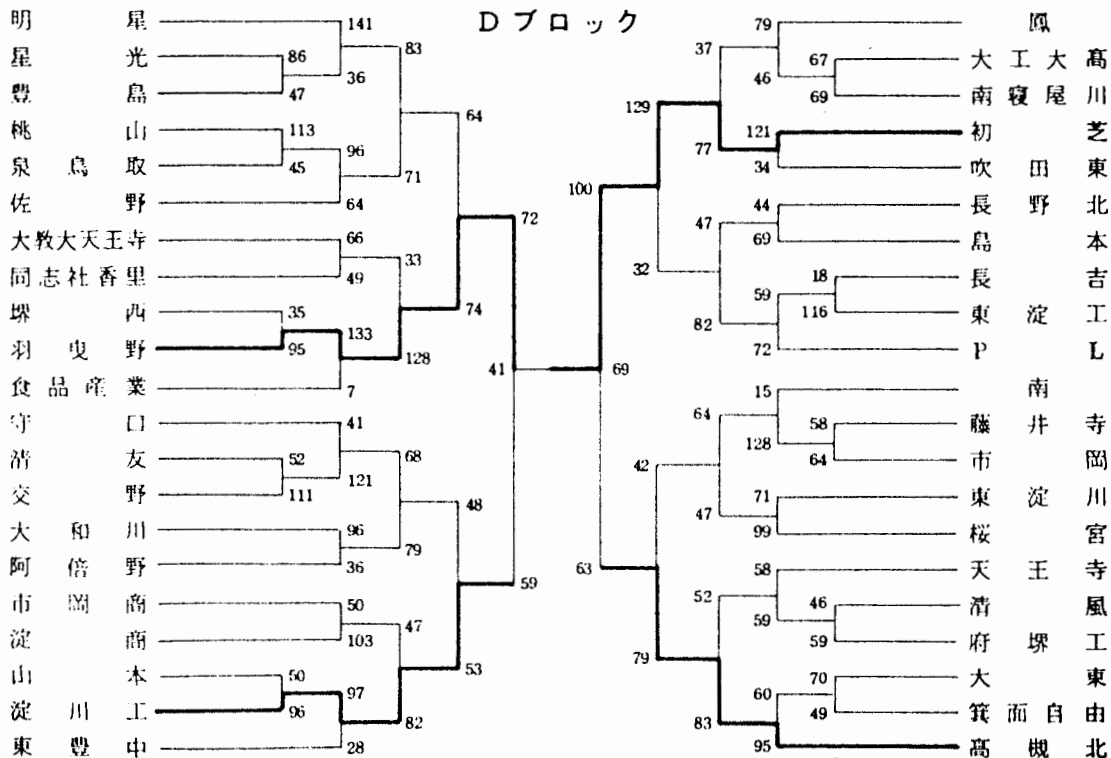 Dブロック
明星 141
星光 86
豊島 47
36
83
桃山 113
泉鳥取 45
96
佐野 64
71
64
大教大天王寺 66
同志社香里 49
33
堺西 35
羽曳野 95
133
食品産業 7
128
74
72
守口 41
清友 52
交野 111
121
68
大和川 96
阿倍野 36
79
48
市岡商 50
淀商 103
47
山本 50
淀川工 96
97
東豊中 28
82
53
59
41
69
79 鳳
67 大工大高
69 南寝屋川
46
37
121 初芝
34 吹田東
77
129
44 長野北
69 島本
47
18 長吉
116 東淀工
59
72 PL
82
32
100
15 南
58 藤井寺
64 市岡
128
64
71 東淀川
99 桜宮
47
42
58 天王寺
46 清風
59 府堺工
59
52
70 大東
49 箕面自由
60
95 高槻北
83
79
63